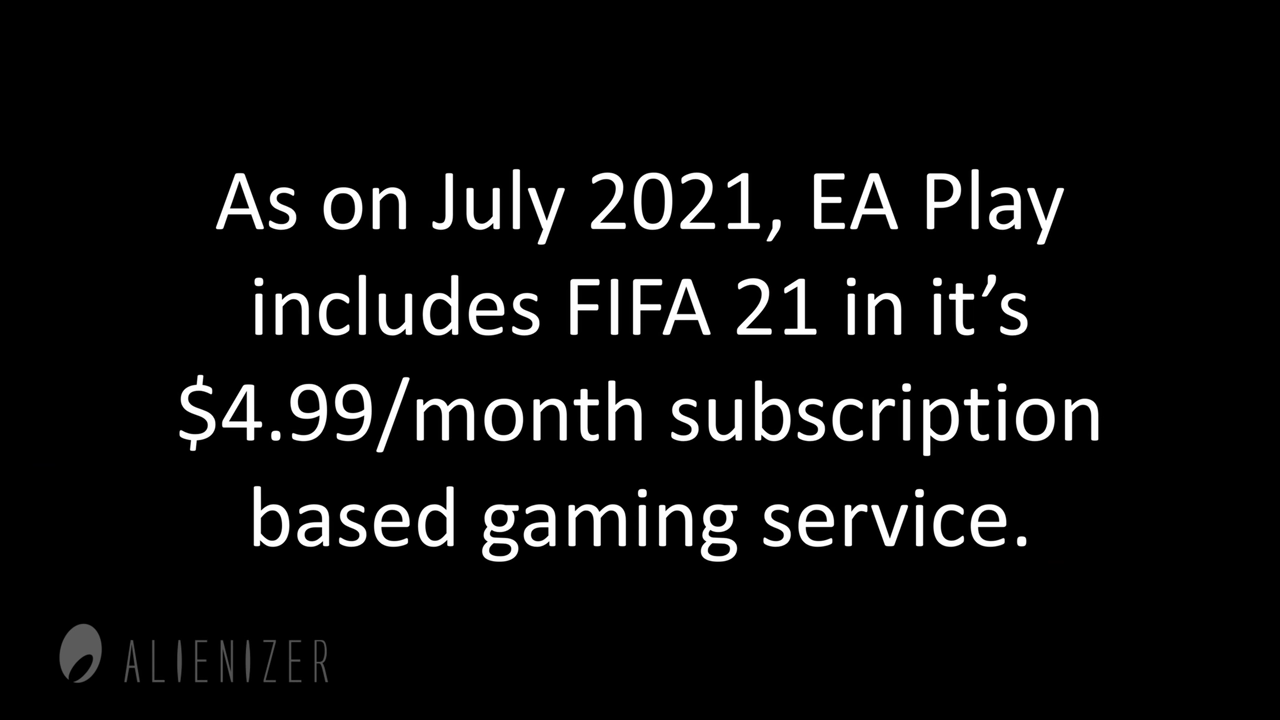 As on July 2021, EA Play
includes FIFA 21 in it’s
$4.99/month subscription
based gaming service.
ALIENIZER